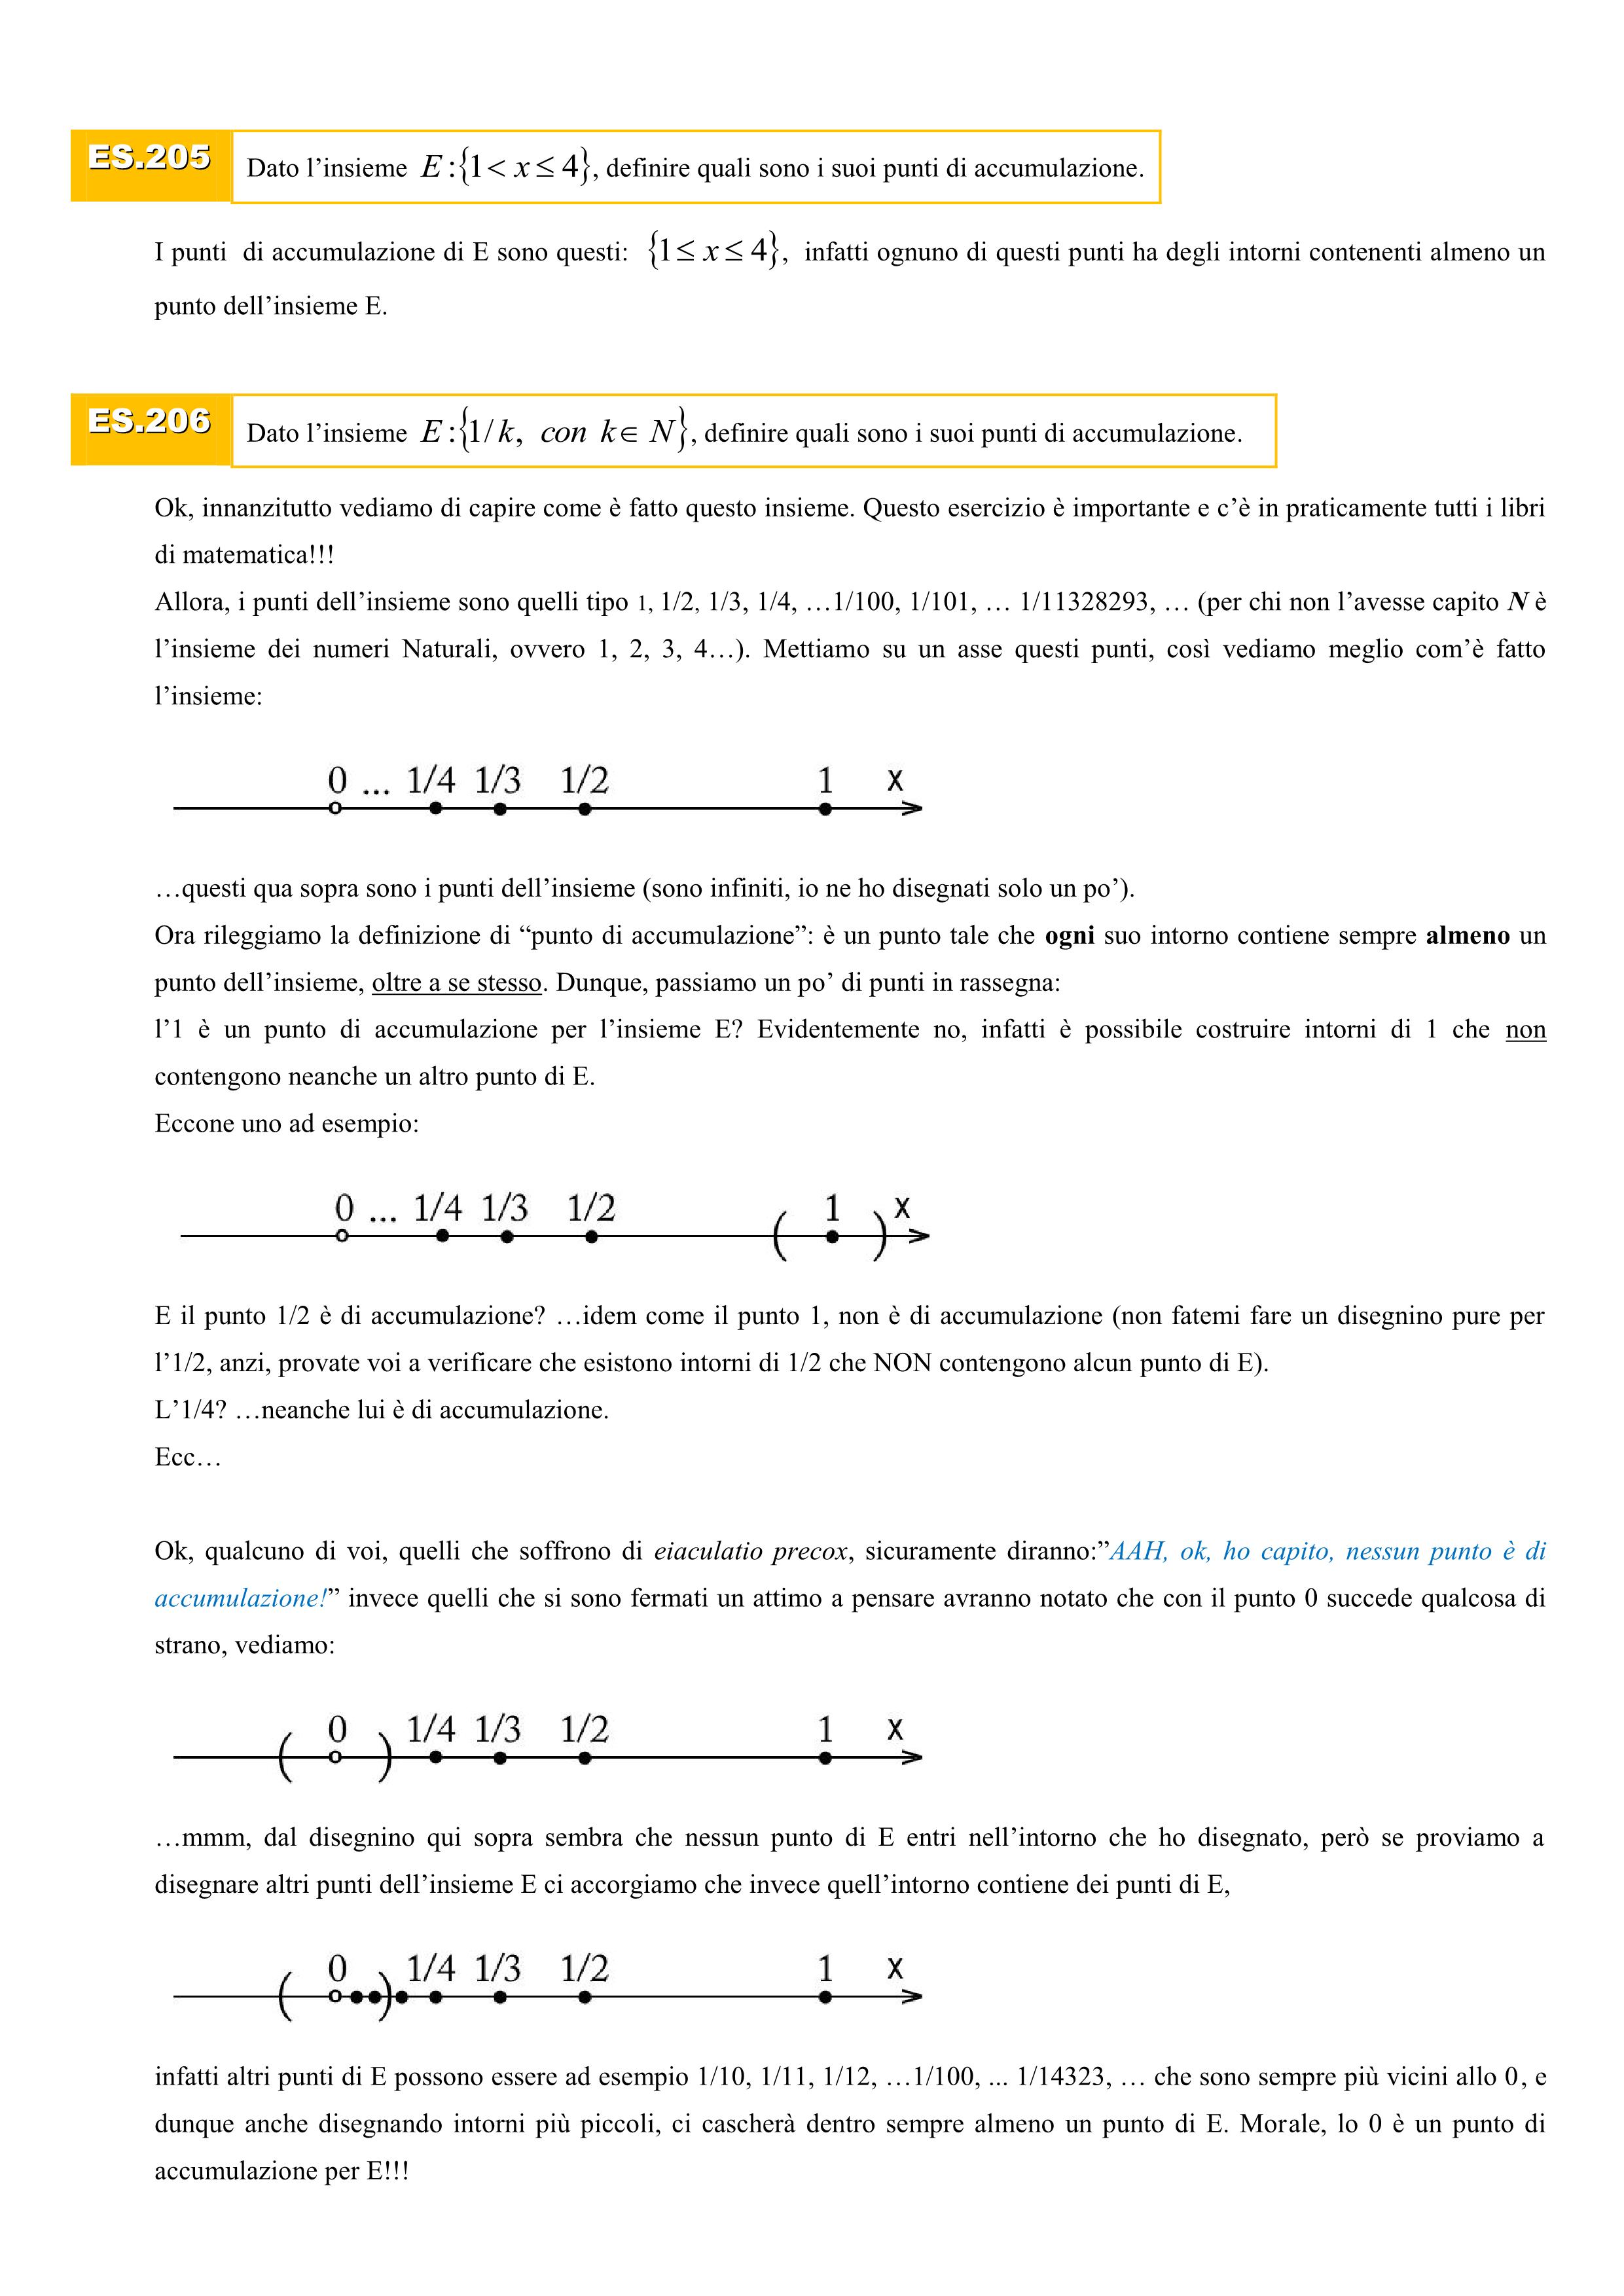 ES.205 Dato l’insieme E:{1< x ≤ 4}, definire quali sono i suoi punti di accumulazione.
I punti di accumulazione di E sono questi: {1 ≤ x ≤ 4}, infatti ognuno di questi punti ha degli intorni contenenti almeno un
punto dell’insieme E.
ES.206 Dato l’insieme E:{1/k, con k∈ N}, definire quali sono i suoi punti di accumulazione.
Ok, innanzitutto vediamo di capire come è fatto questo insieme. Questo esercizio è importante e c’è in praticamente tutti i libri
di matematica!!!
Allora, i punti dell’insieme sono quelli tipo 1, 1/2, 1/3, 1/4, …1/100, 1/101, … 1/11328293, … (per chi non l’avesse capito N è
l’insieme dei numeri Naturali, ovvero 1, 2, 3, 4…). Mettiamo su un asse questi punti, così vediamo meglio com’è fatto
l’insieme:
0 ... 1/4 1/3 1/2 1 x
…questi qua sopra sono i punti dell’insieme (sono infiniti, io ne ho disegnati solo un po’).
Ora rileggiamo la definizione di “punto di accumulazione”: è un punto tale che ogni suo intorno contiene sempre almeno un
punto dell’insieme, oltre a se stesso. Dunque, passiamo un po’ di punti in rassegna:
l’1 è un punto di accumulazione per l’insieme E? Evidentemente no, infatti è possibile costruire intorni di 1 che non
contengono neanche un altro punto di E.
Eccone uno ad esempio:
0 ... 1/4 1/3 1/2 ( 1 ) x
E il punto 1/2 è di accumulazione? …idem come il punto 1, non è di accumulazione (non fatemi fare un disegnino pure per
l’1/2, anzi, provate voi a verificare che esistono intorni di 1/2 che NON contengono alcun punto di E).
L’1/4? …neanche lui è di accumulazione.
Ecc…
Ok, qualcuno di voi, quelli che soffrono di eiaculatio precox, sicuramente diranno:”AAH, ok, ho capito, nessun punto è di
accumulazione!” invece quelli che si sono fermati un attimo a pensare avranno notato che con il punto 0 succede qualcosa di
strano, vediamo:
( 0 ) 1/4 1/3 1/2 1 x
…mmm, dal disegnino qui sopra sembra che nessun punto di E entri nell’intorno che ho disegnato, però se proviamo a
disegnare altri punti dell’insieme E ci accorgiamo che invece quell’intorno contiene dei punti di E,
( 0 ) 1/4 1/3 1/2 1 x
infatti altri punti di E possono essere ad esempio 1/10, 1/11, 1/12, …1/100, ... 1/14323, … che sono sempre più vicini allo 0, e
dunque anche disegnando intorni più piccoli, ci cascherà dentro sempre almeno un punto di E. Morale, lo 0 è un punto di
accumulazione per E!!!